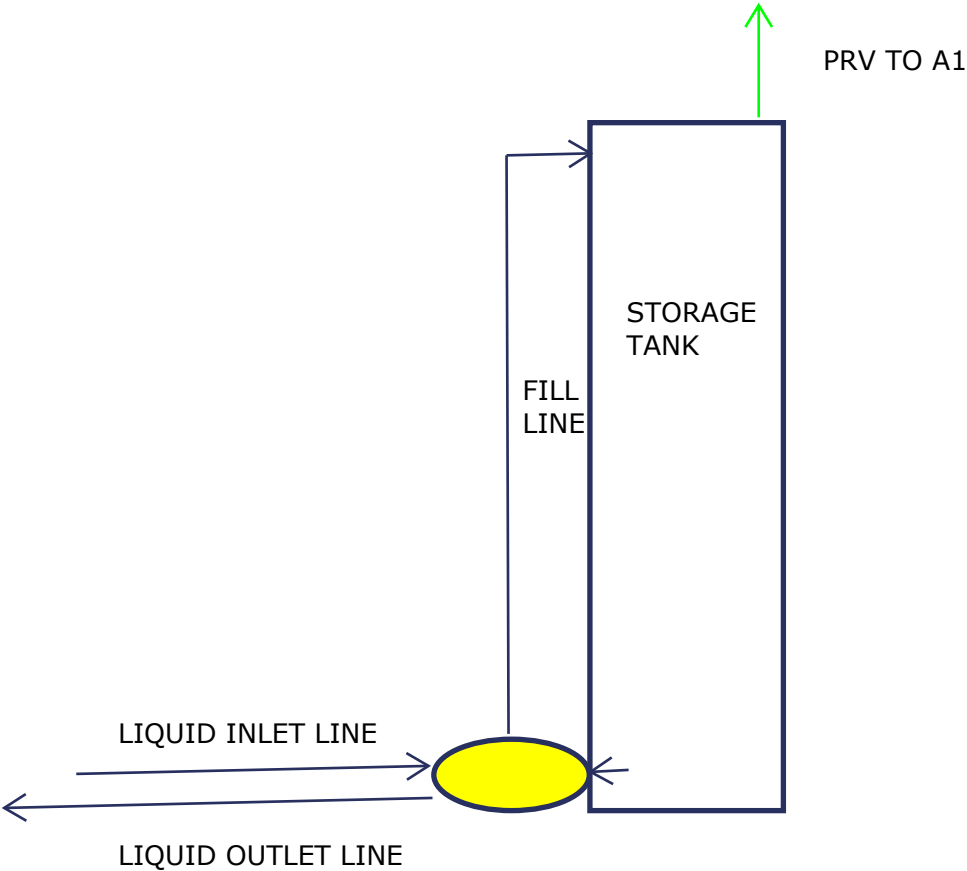 PRV TO A1
STORAGE
TANK
FILL
LINE
LIQUID INLET LINE
LIQUID OUTLET LINE